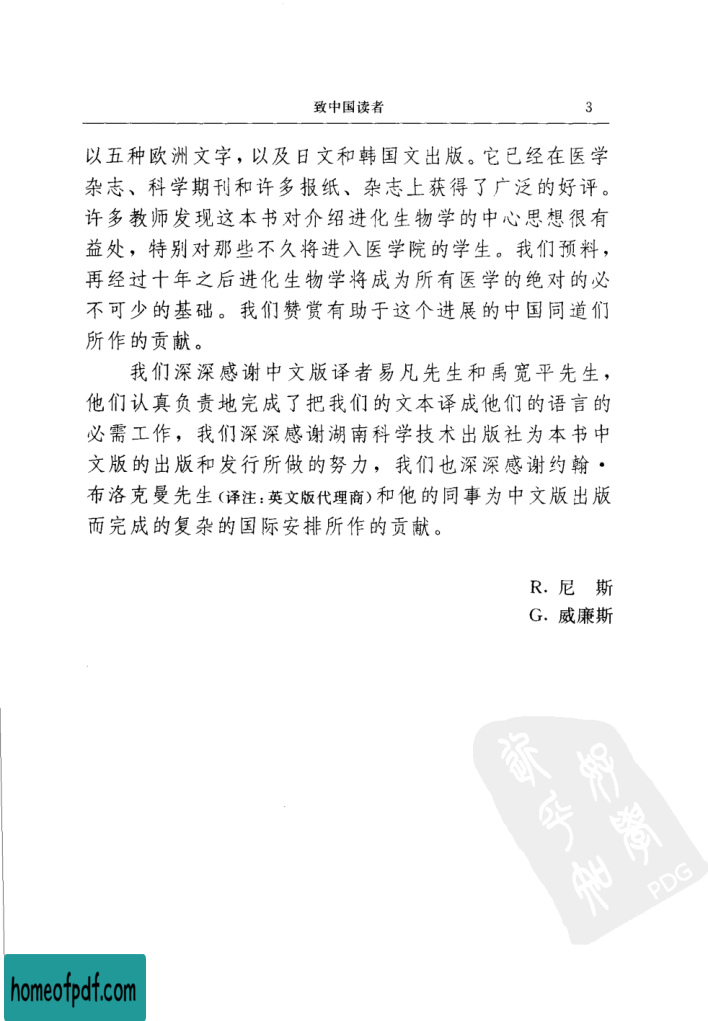 致中国读者 3
以五种欧洲文字，以及日文和韩国文出版。它已经在医学
杂志、科学期刊和许多报纸、杂志上获得了广泛的好评。
许多教师发现这本书对介绍进化生物学的中心思想很有
益处，特别对那些不久将进入医学院的学生。我们预料，
再经过十年之后进化生物学将成为所有医学的绝对的必
不可少的基础。我们赞赏有助于这个进展的中国同道们
所作的贡献。
我们深深感谢中文版译者易凡先生和禹宽平先生，
他们认真负责地完成了把我们的文本译成他们的语言的
必需工作，我们深深感谢湖南科学技术出版社为本书中
文版的出版和发行所做的努力，我们也深深感谢约翰·
布洛克曼先生（译注：英文版代理商）和他的同事为中文版出版
而完成的复杂的国际安排所作的贡献。
R. 尼 斯
G. 威廉斯
PDG
homeofpdf.com